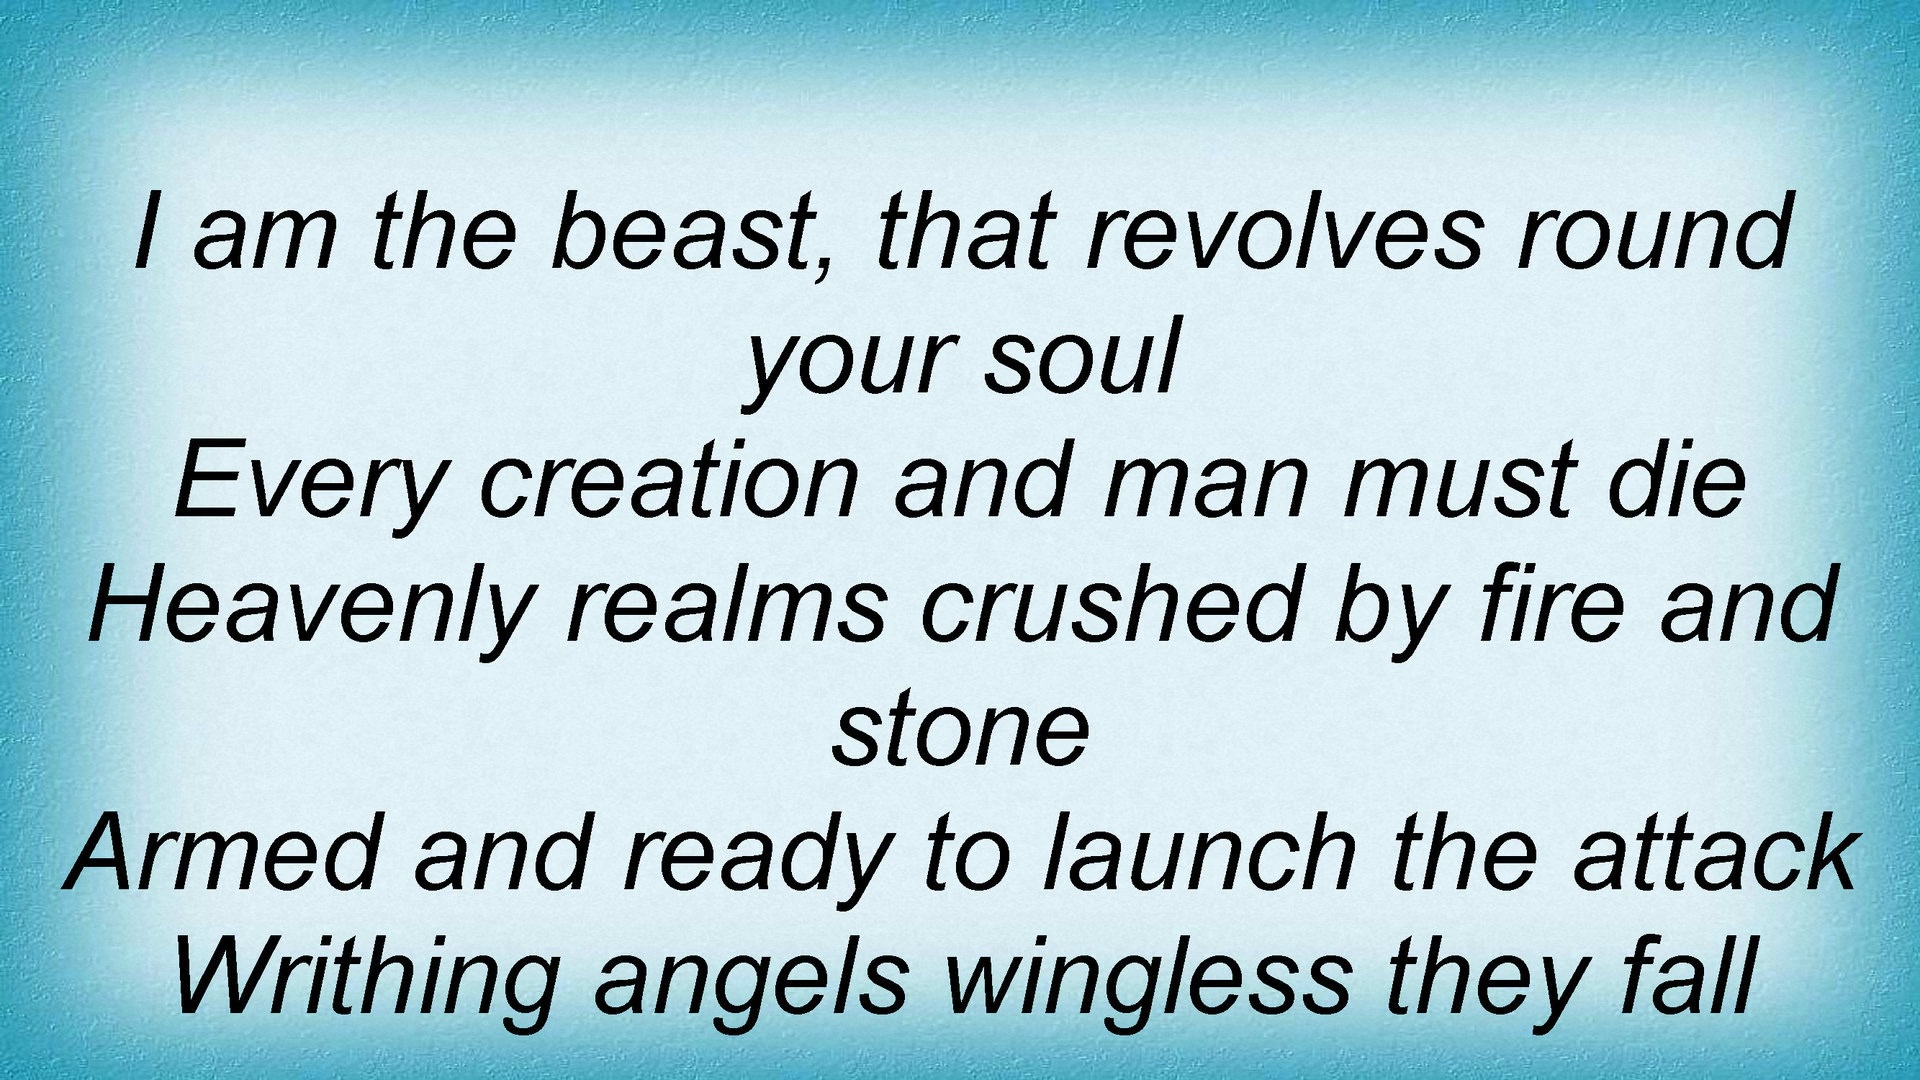 I am the beast, that revolves round
your soul
Every creation and man must die
Heavenly realms crushed by fire and
stone
Armed and ready to launch the attack
Writhing angels wingless they fall